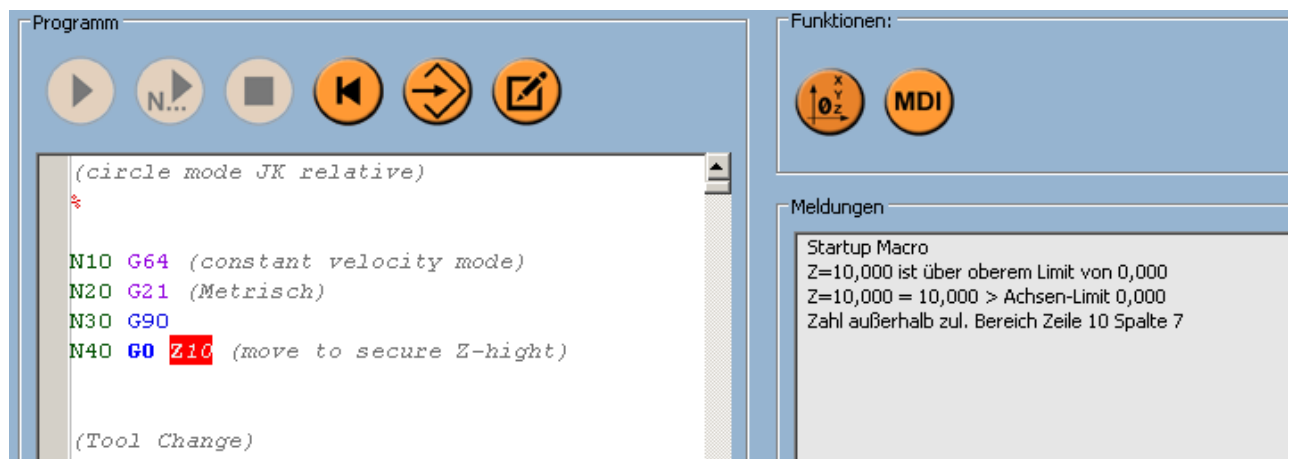 Programm
N...
(circle mode JK relative)
%
N10 G64 (constant velocity mode)
N20 G21 (Metrisch)
N30 G90
N40 G0 Z10 (move to secure Z-hight)
(Tool Change)
Funktionen:
X
Y
0 Z
MDI
Meldungen
Startup Macro
Z=10,000 ist über oberem Limit von 0,000
Z=10,000 = 10,000 > Achsen-Limit 0,000
Zahl außerhalb zul. Bereich Zeile 10 Spalte 7